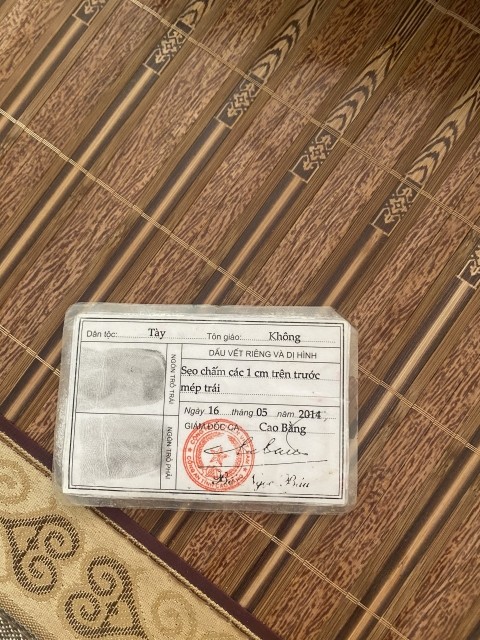 Dân tộc: Tày Tôn giáo: Không
DẤU VẾT RIÊNG VÀ DỊ HÌNH
NGÓN TRỎ TRÁI
Sẹo chấm các 1 cm trên trước
mép trái
Ngày 16 tháng 05 năm 2014
NGÓN TRỎ PHẢI
GIÁM ĐỐC CA Cao Bằng